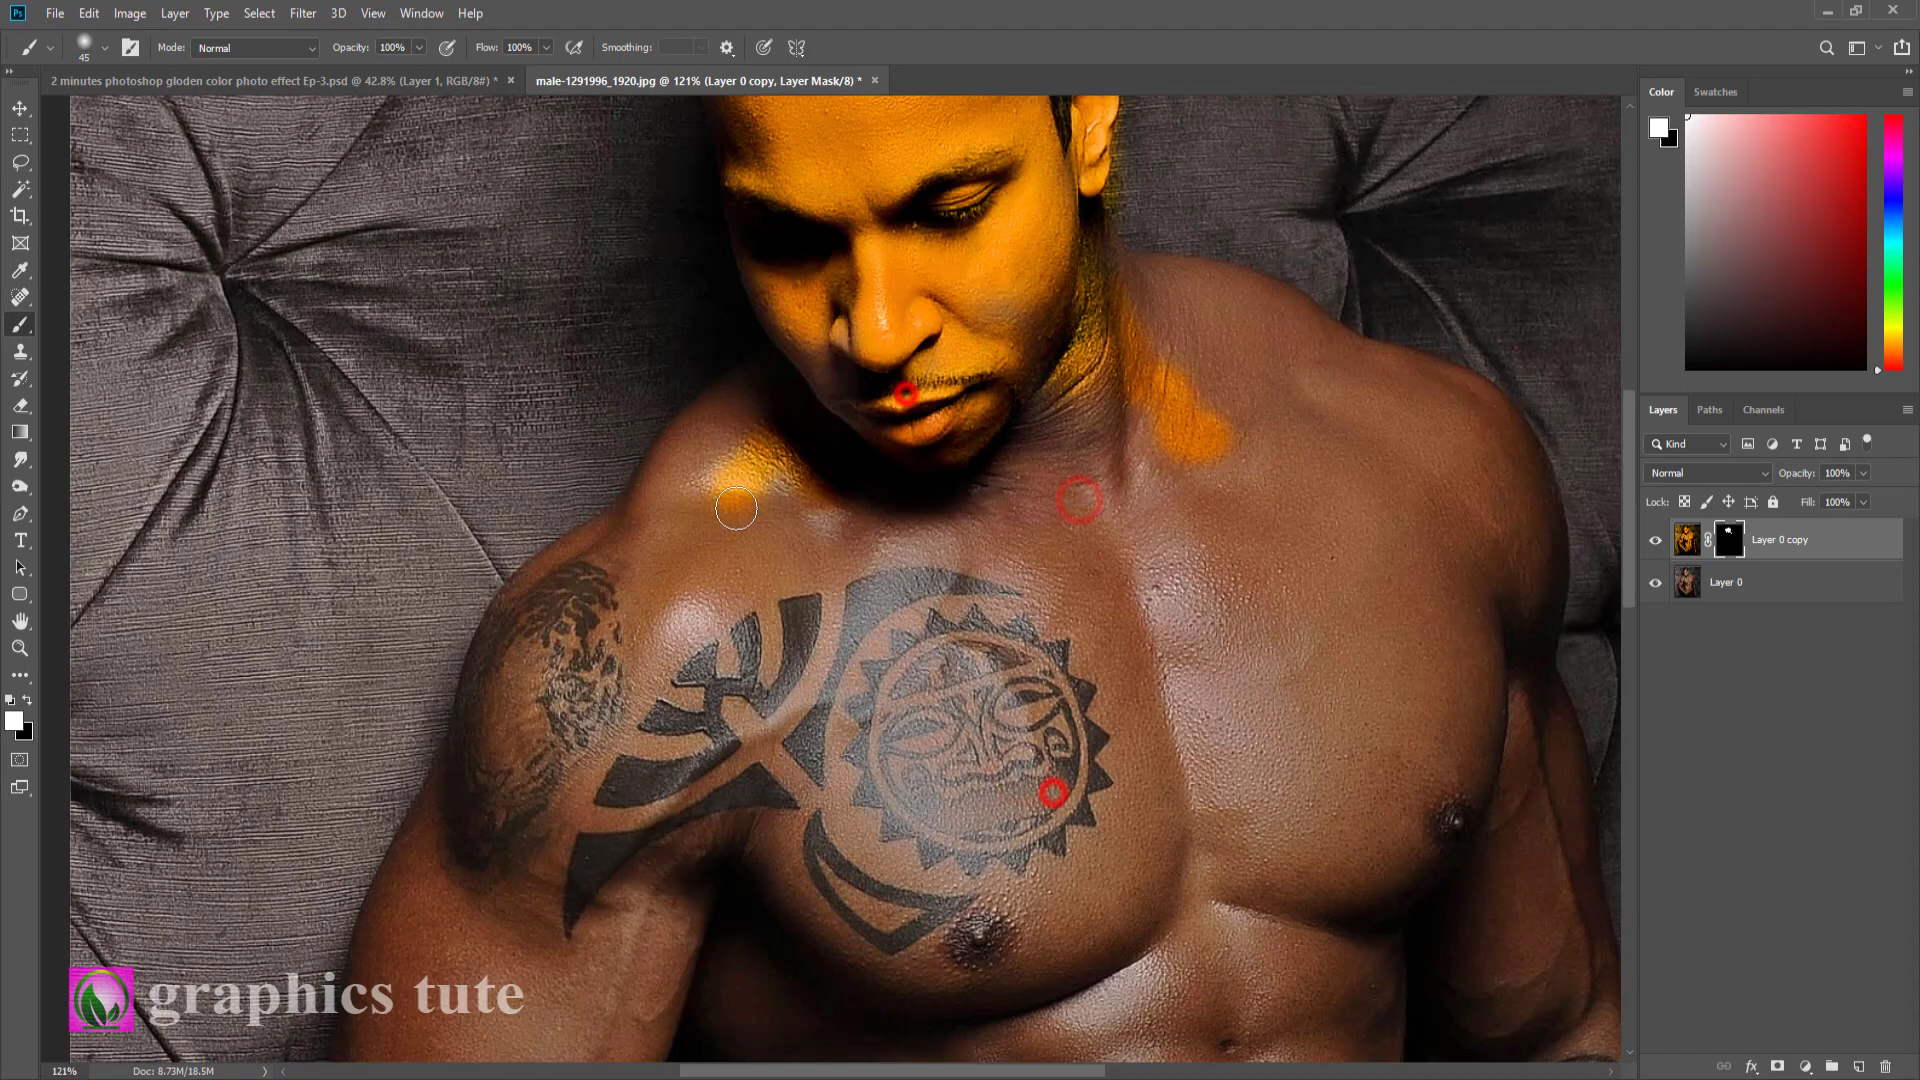 Ps File Edit Image Layer Type Select Filter 3D View Window Help
45 Mode: Normal Opacity: 100% Flow: 100% Smoothing:
2 minutes photoshop gloden color photo effect Ep-3.psd @ 42.8% (Layer 1, RGB/8#) * male-1291996_1920.jpg @ 121% (Layer 0 copy, Layer Mask/8) *
Color Swatches
Layers Paths Channels
Kind
Normal Opacity: 100%
Lock: Fill: 100%
Layer 0 copy
Layer 0
graphics tute
121% Doc: 8.73M/18.5M